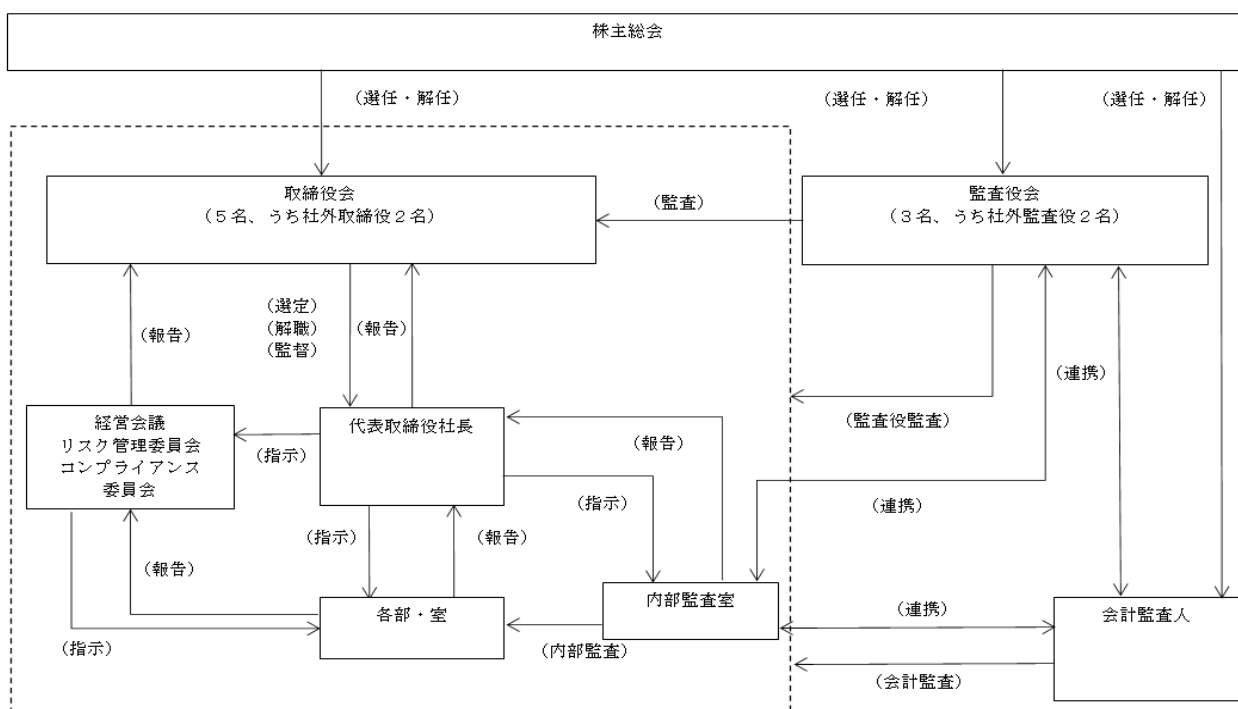 株主総会
(選任・解任)
(選任・解任)
(選任・解任)
取締役会
(5名、うち社外取締役2名)
(監査)
監査役会
(3名、うち社外監査役2名)
(報告)
(選定)
(解職)
(監督)
(報告)
(連携)
経営会議
リスク管理委員会
コンプライアンス
委員会
(指示)
代表取締役社長
(報告)
(監査役監査)
(指示)
(連携)
(報告)
(指示)
(報告)
各部・室
内部監査室
(連携)
会計監査人
(指示)
(内部監査)
(会計監査)